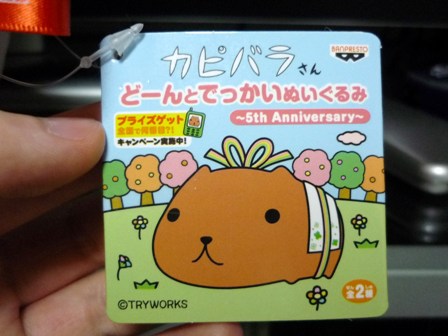 BANPRESTO
カピバラさん
どーんとでっかいぬいぐるみ
~5th Anniversary~
プライズゲット
全国で何種獲?!
キャンペーン実施中!
©TRYWORKS
全2種